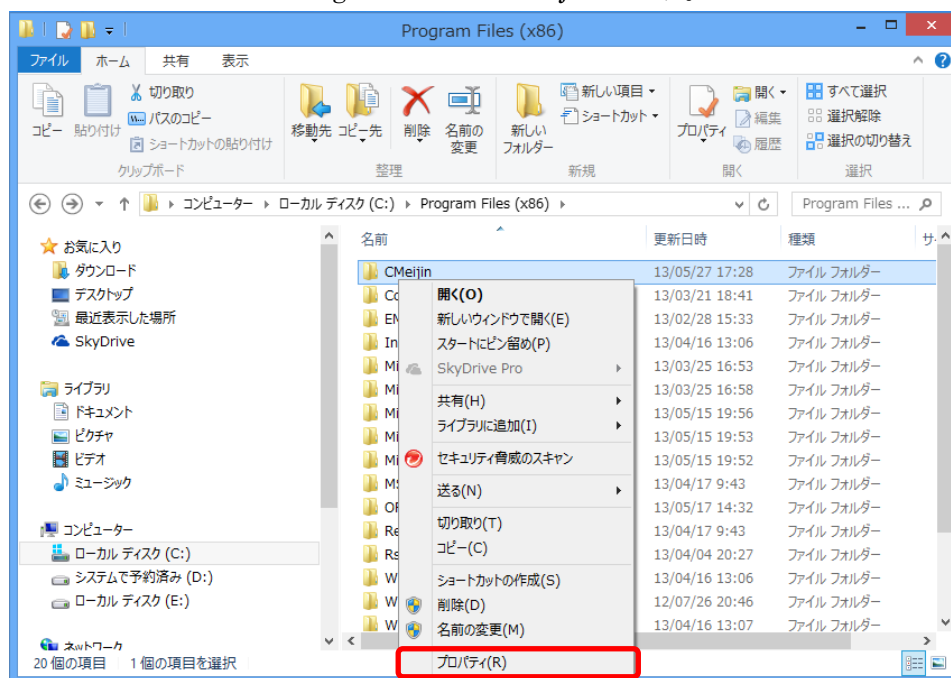 Program Files (x86)
ファイル ホーム 共有 表示
コピー 貼り付け 切り取り パスのコピー ショートカットの貼り付け
クリップボード
移動先 コピー先 削除 名前の変更
整理
新しいフォルダー 新しい項目 ショートカット
新規
プロパティ 開く 編集 履歴
開く
すべて選択 選択解除 選択の切り替え
選択
コンピューター ローカル ディスク (C:) Program Files (x86)
Program Files ...
お気に入り
ダウンロード
デスクトップ
最近表示した場所
SkyDrive
ライブラリ
ドキュメント
ピクチャ
ビデオ
ミュージック
コンピューター
ローカル ディスク (C:)
システムで予約済み (D:)
ローカル ディスク (E:)
ネットワーク
名前 更新日時 種類 サ
CMeijin 13/05/27 17:28 ファイル フォルダー
Co 13/03/21 18:41 ファイル フォルダー
13/02/28 15:33 ファイル フォルダー
In 13/04/16 13:06 ファイル フォルダー
Mi 13/03/25 16:53 ファイル フォルダー
Mi 13/03/25 16:58 ファイル フォルダー
Mi 13/05/15 19:56 ファイル フォルダー
Mi 13/05/15 19:53 ファイル フォルダー
Mi 13/05/15 19:52 ファイル フォルダー
13/04/17 9:43 ファイル フォルダー
13/05/17 14:32 ファイル フォルダー
Re 13/04/17 9:43 ファイル フォルダー
Rs 13/04/04 20:27 ファイル フォルダー
W 13/04/16 13:06 ファイル フォルダー
W 12/07/26 20:46 ファイル フォルダー
W 13/04/16 13:07 ファイル フォルダー
開く(O)
新しいウィンドウで開く(E)
スタートにピン留め(P)
SkyDrive Pro
共有(H)
ライブラリに追加(I)
セキュリティ脅威のスキャン
送る(N)
切り取り(T)
コピー(C)
ショートカットの作成(S)
削除(D)
名前の変更(M)
プロパティ(R)
20 個の項目 1 個の項目を選択